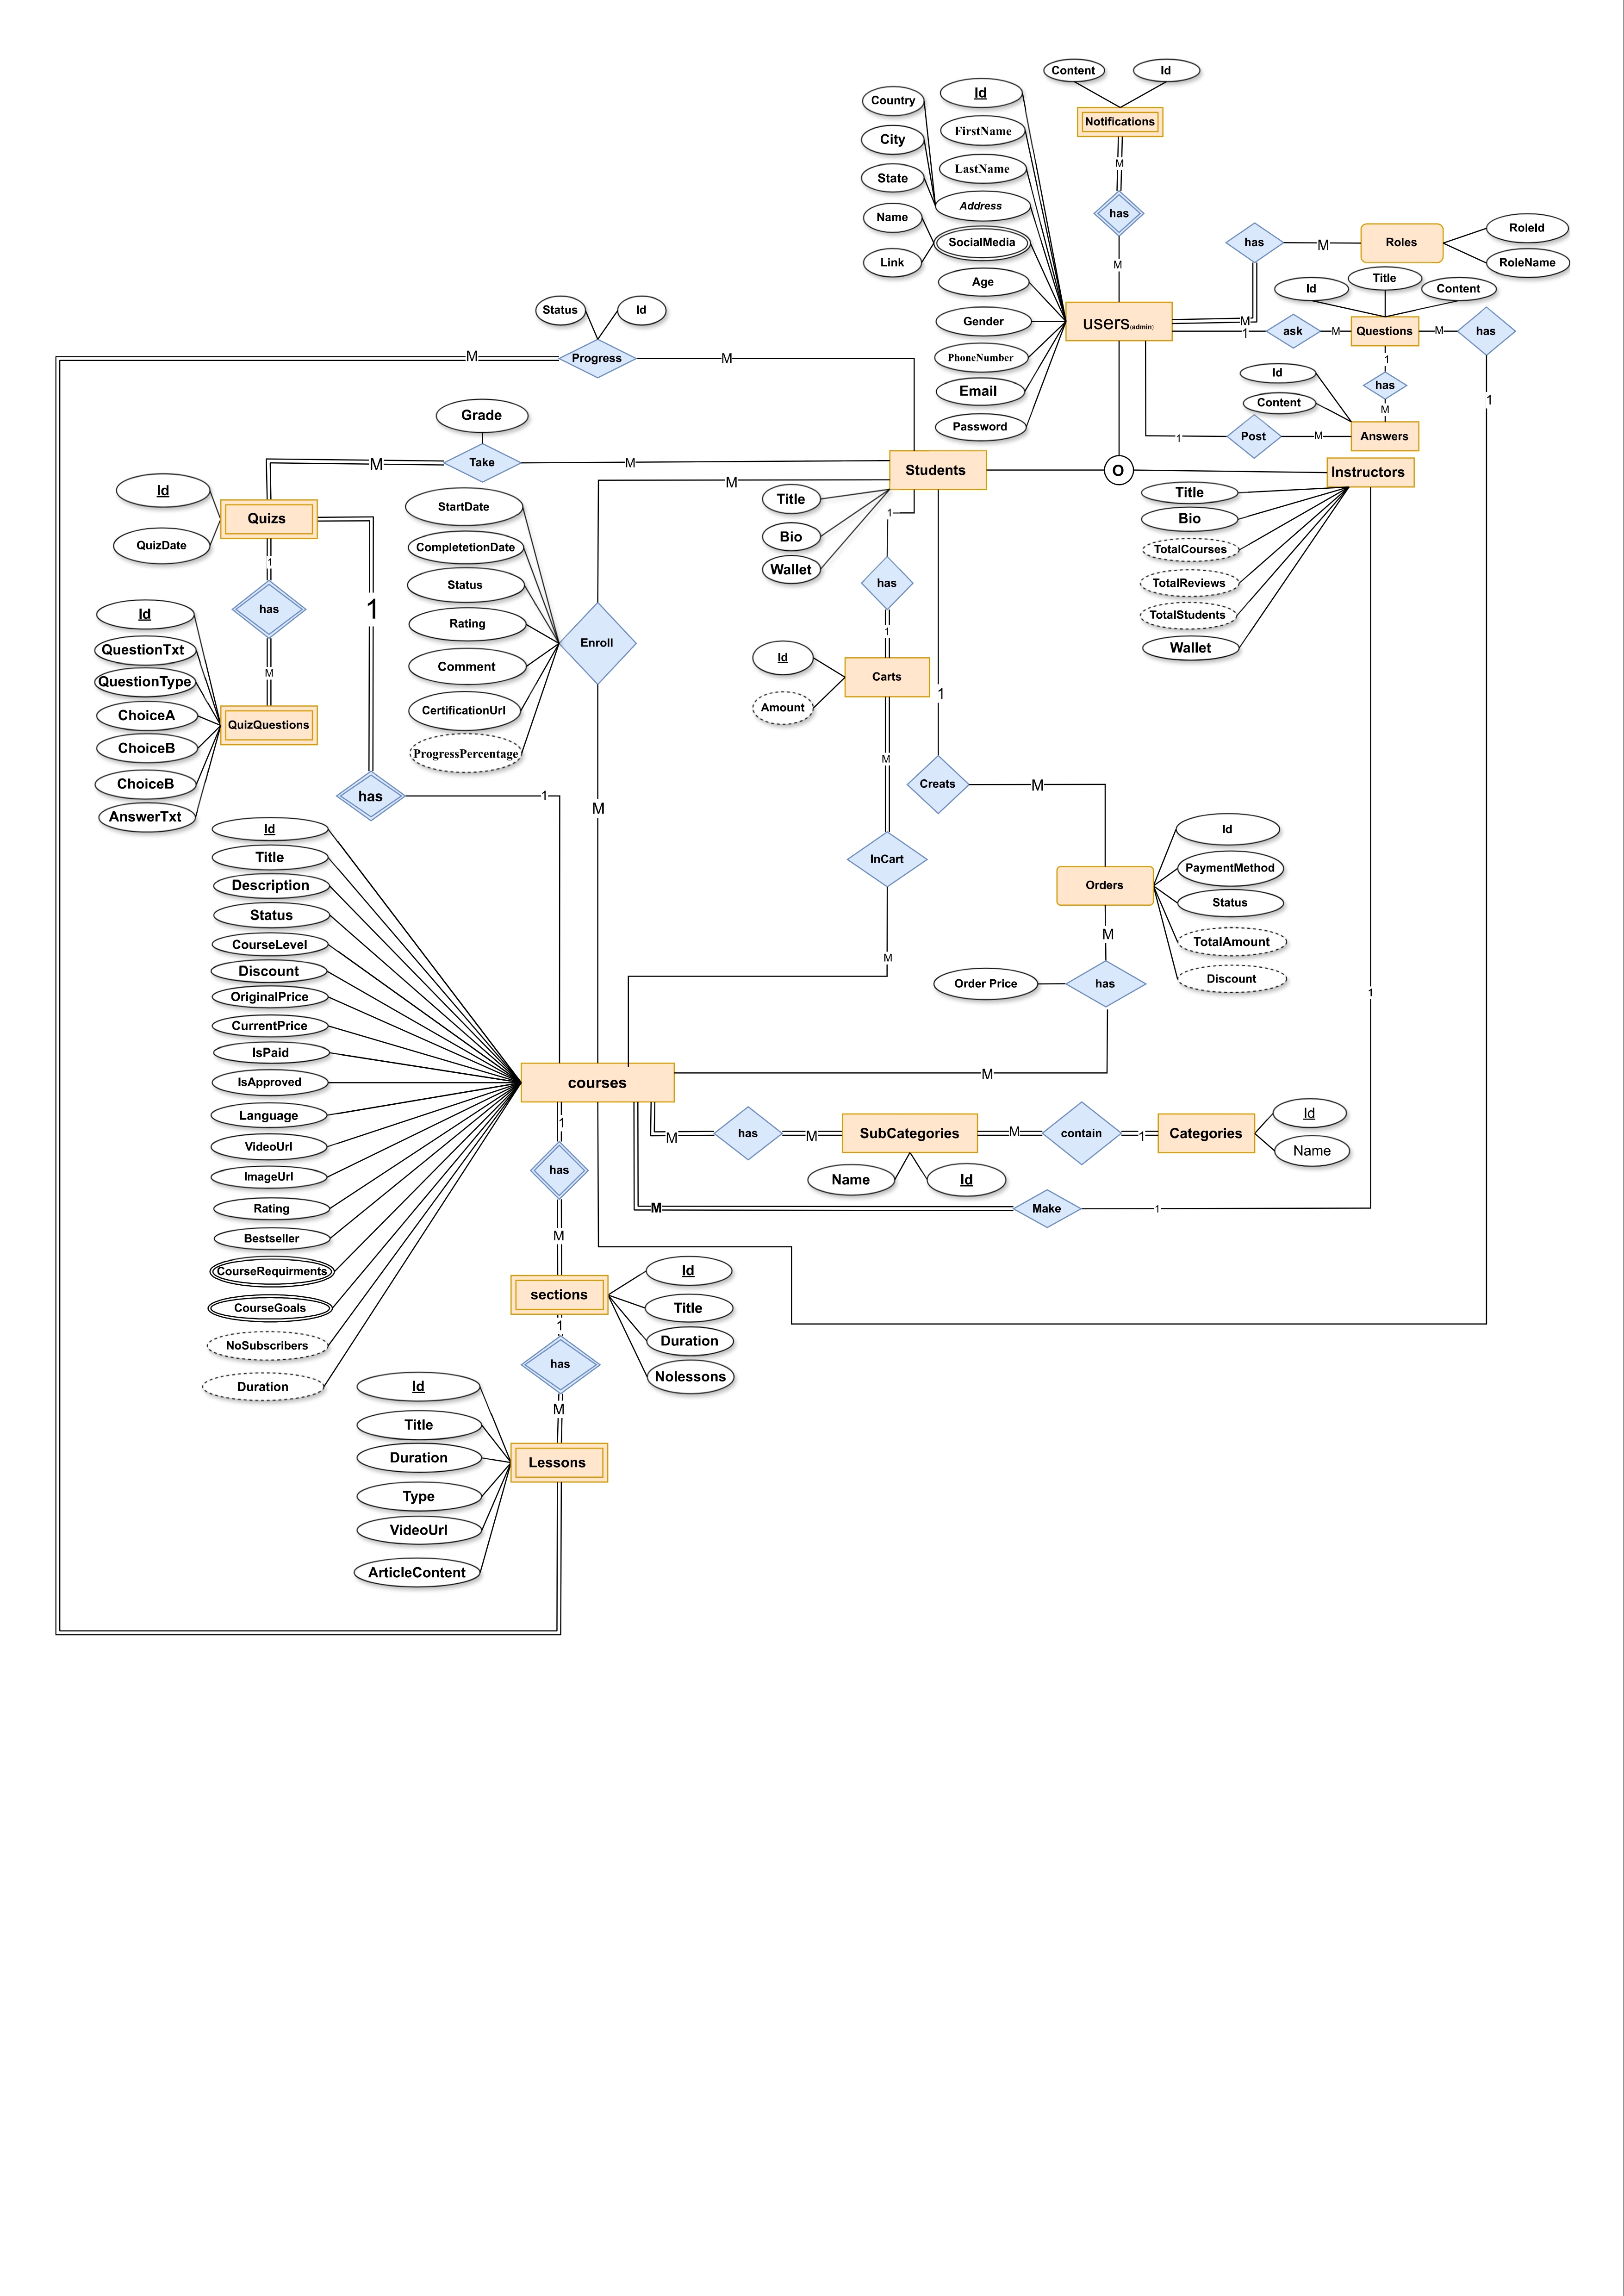 Content
Id
Notifications
M
has
M
Country
City
State
Name
Link
Id
FirstName
LastName
Address
SocialMedia
Age
Gender
PhoneNumber
Email
Password
users(admin)
has
M
Roles
RoleId
RoleName
M
1
ask
M
Questions
Id
Title
Content
M
has
1
1
has
M
Id
Content
Answers
1
Post
M
Status
Id
M
Progress
M
Grade
M
Take
M
Students
O
Instructors
Title
Bio
Wallet
Title
Bio
TotalCourses
TotalReviews
TotalStudents
Wallet
Id
QuizDate
Quizs
1
has
M
1
QuizQuestions
Id
QuestionTxt
QuestionType
ChoiceA
ChoiceB
ChoiceB
AnswerTxt
has
1
M
StartDate
CompletetionDate
Status
Rating
Comment
CertificationUrl
ProgressPercentage
Enroll
M
1
has
1
Id
Amount
Carts
M
InCart
M
1
Creats
M
Orders
Id
PaymentMethod
Status
TotalAmount
Discount
M
Order Price
has
M
1
Id
Title
Description
Status
CourseLevel
Discount
OriginalPrice
CurrentPrice
IsPaid
IsApproved
Language
VideoUrl
ImageUrl
Rating
Bestseller
CourseRequirments
CourseGoals
NoSubscribers
Duration
courses
M
has
M
SubCategories
M
contain
1
Categories
Id
Name
Name
Id
M
Make
1
1
has
M
sections
Id
Title
Duration
Nolessons
1
has
M
Lessons
Id
Title
Duration
Type
VideoUrl
ArticleContent